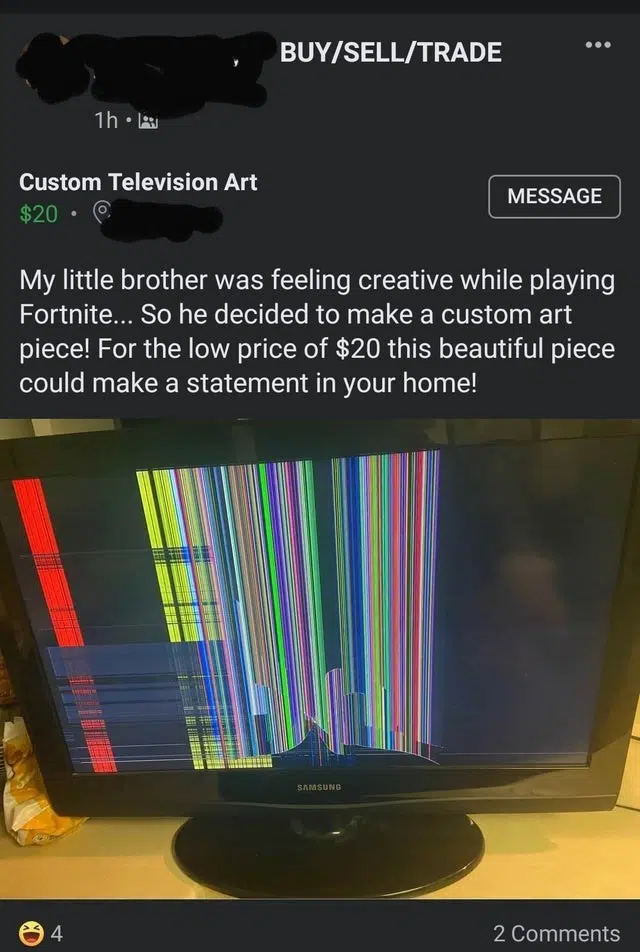 BUY/SELL/TRADE
1h •
Custom Television Art
$20 •
MESSAGE
My little brother was feeling creative while playing
Fortnite... So he decided to make a custom art
piece! For the low price of $20 this beautiful piece
could make a statement in your home!
SAMSUNG
4
2 Comments